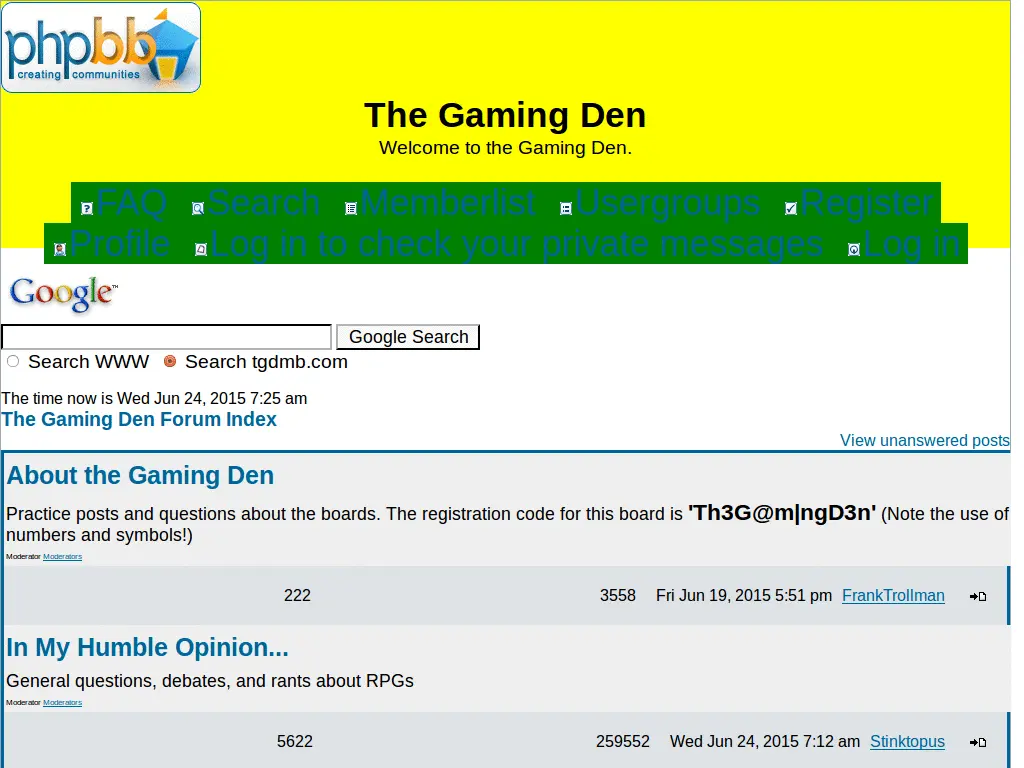 phpbb
creating communities
The Gaming Den
Welcome to the Gaming Den.
FAQ Search Memberlist Usergroups Register
Profile Log in to check your private messages Log in
Google™
Google Search
Search WWW Search tgdmb.com
The time now is Wed Jun 24, 2015 7:25 am
The Gaming Den Forum Index
View unanswered posts
About the Gaming Den
Practice posts and questions about the boards. The registration code for this board is 'Th3G@m|ngD3n' (Note the use of
numbers and symbols!)
Moderator Moderators
222 3558 Fri Jun 19, 2015 5:51 pm FrankTrollman
In My Humble Opinion...
General questions, debates, and rants about RPGs
Moderator Moderators
5622 259552 Wed Jun 24, 2015 7:12 am Stinktopus